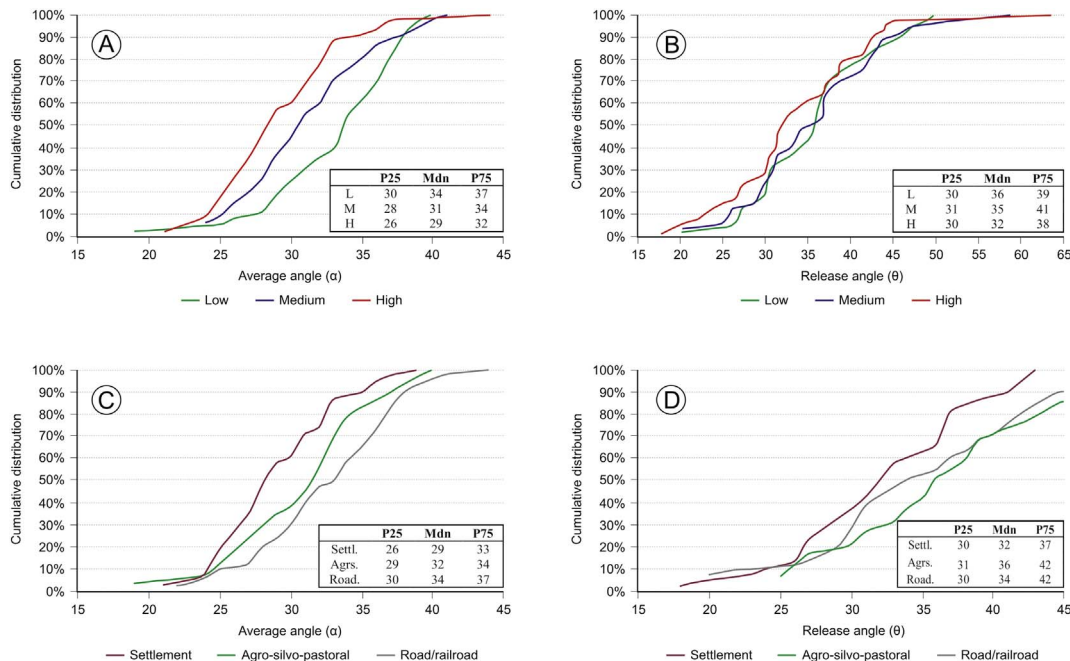 A
Cumulative distribution
100%
90%
80%
70%
60%
50%
40%
30%
20%
10%
0%
15 20 25 30 35 40 45
Average angle (α)
P25 Mdn P75
L 30 34 37
M 28 31 34
H 26 29 32
Low Medium High
B
Cumulative distribution
100%
90%
80%
70%
60%
50%
40%
30%
20%
10%
0%
15 20 25 30 35 40 45 50 55 60 65
Release angle (θ)
P25 Mdn P75
L 30 36 39
M 31 35 41
H 30 32 38
Low Medium High
C
Cumulative distribution
100%
90%
80%
70%
60%
50%
40%
30%
20%
10%
0%
15 20 25 30 35 40 45
Average angle (α)
P25 Mdn P75
Settl. 26 29 33
Agrs. 29 32 34
Road. 30 34 37
Settlement Agro-silvo-pastoral Road/railroad
D
Cumulative distribution
100%
90%
80%
70%
60%
50%
40%
30%
20%
10%
0%
15 20 25 30 35 40 45
Release angle (θ)
P25 Mdn P75
Settl. 30 32 37
Agrs. 31 36 42
Road. 30 34 42
Settlement Agro-silvo-pastoral Road/railroad